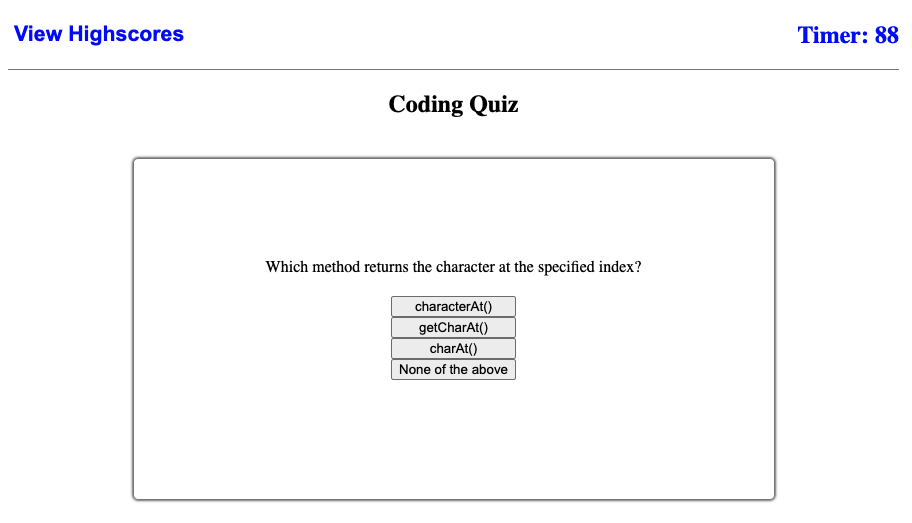 View Highscores
Timer: 88
Coding Quiz
Which method returns the character at the specified index?
characterAt()
getCharAt()
charAt()
None of the above